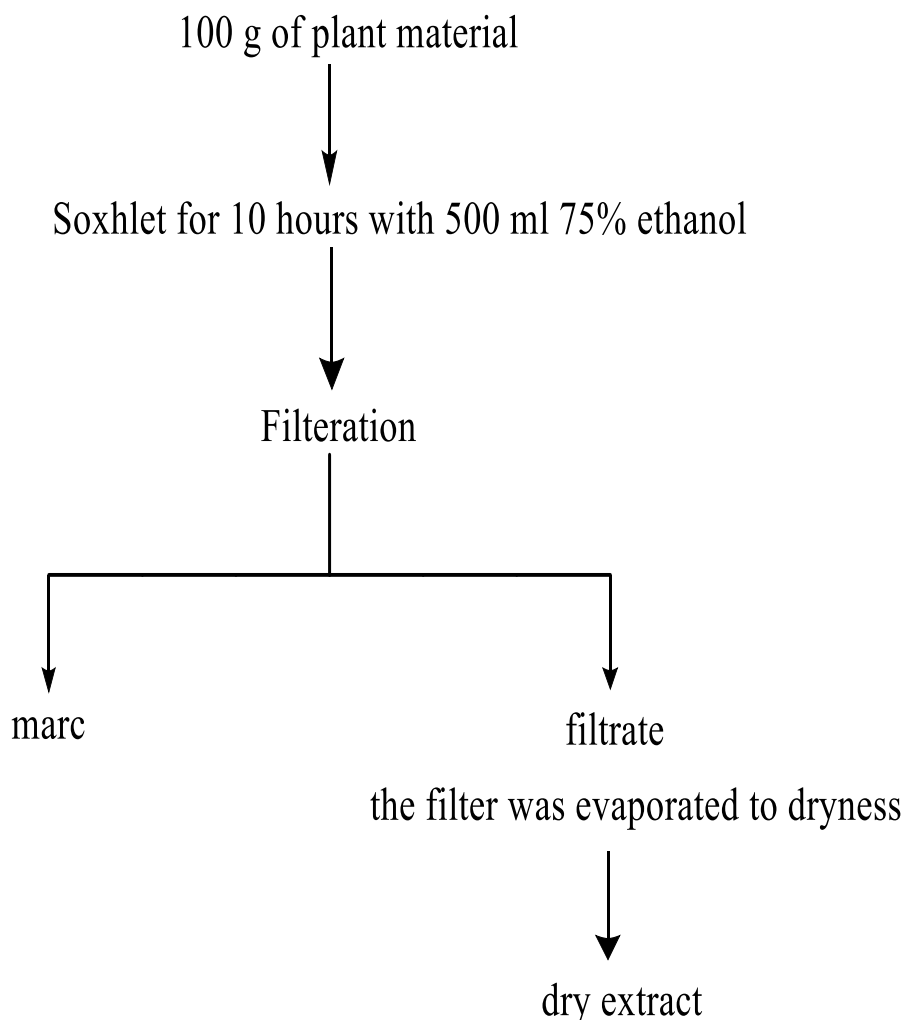 100 g of plant material
Soxhlet for 10 hours with 500 ml 75% ethanol
Filteration
marc
filtrate
the filter was evaporated to dryness
dry extract